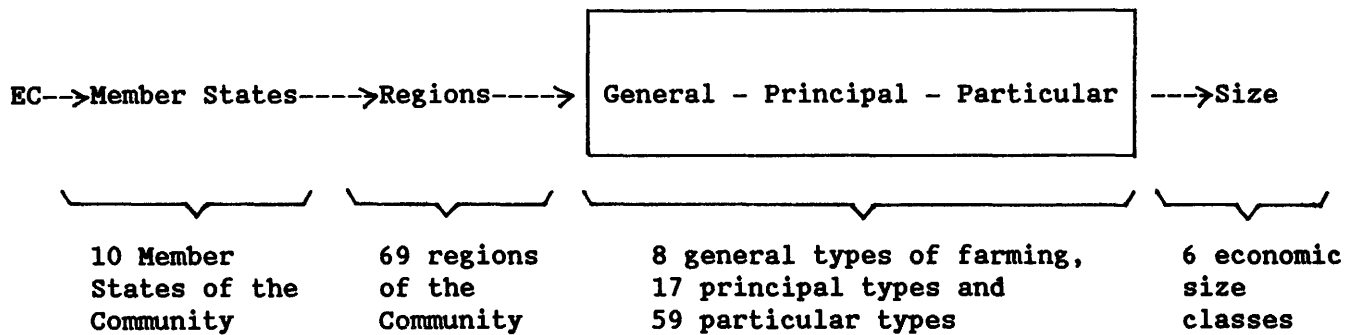 EC-->Member States---->Regions----> General - Principal - Particular --->Size
10 Member 69 regions 8 general types of farming, 6 economic
States of the of the 17 principal types and size
Community Community 59 particular types classes